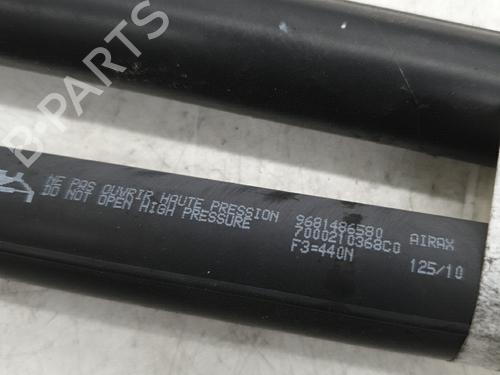 NE PAS OUVRIR HAUTE PRESSION
DO NOT OPEN HIGH PRESSURE
9681486580 AIRAX
7000210368C0
F3=440N 125/10
B-PARTS